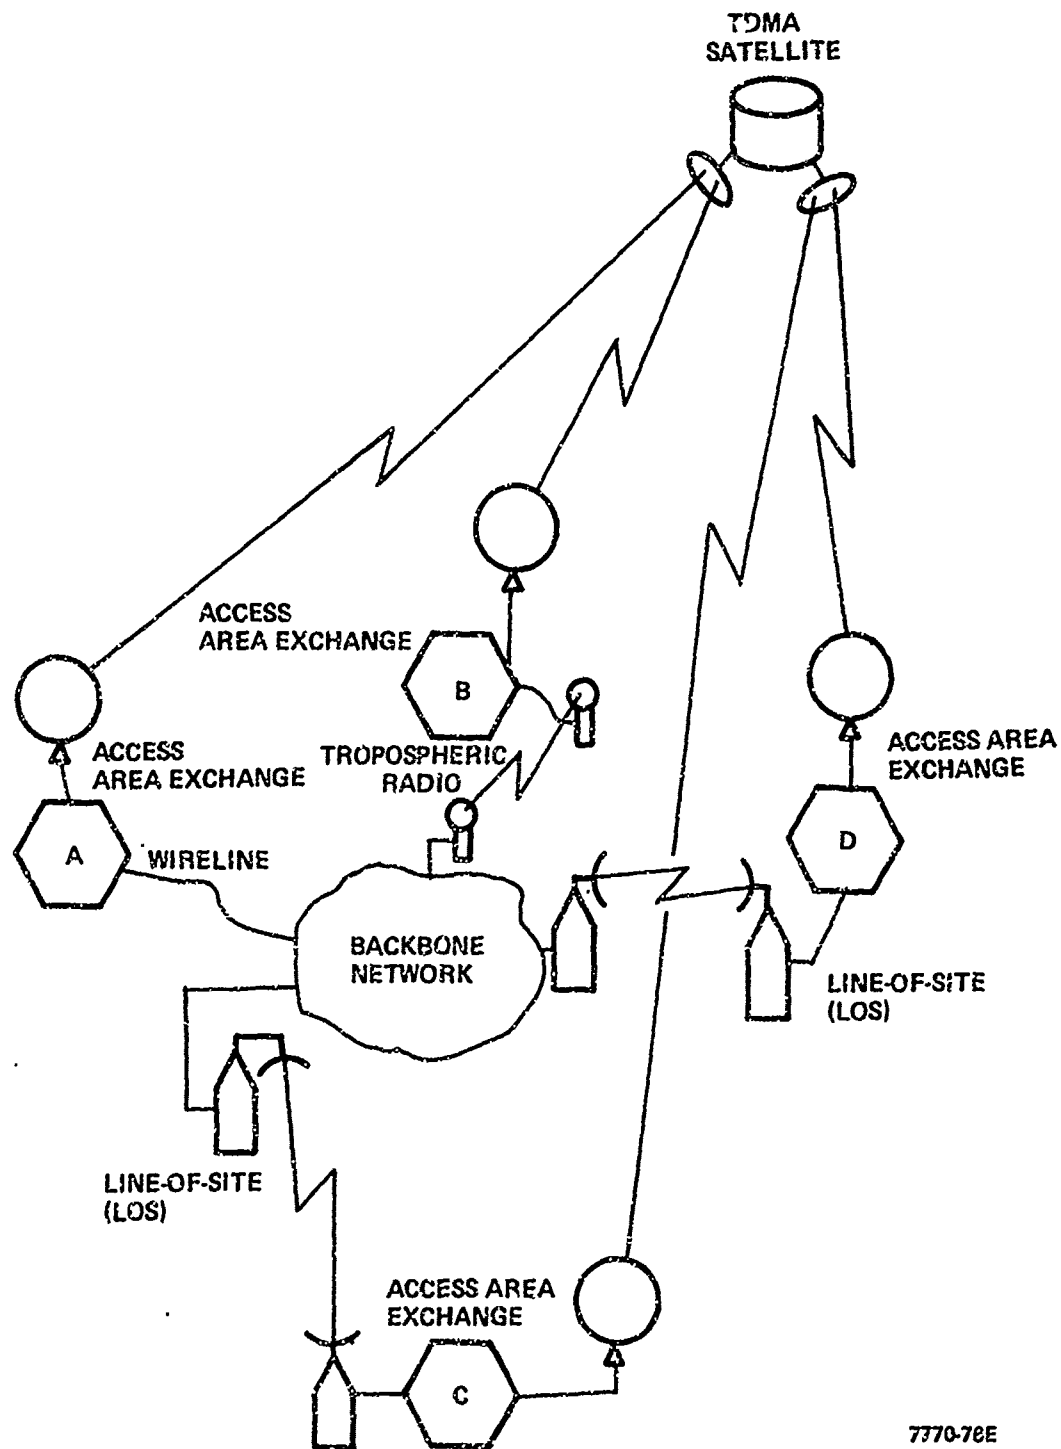 TDMA
SATELLITE
ACCESS
AREA EXCHANGE
B
ACCESS
AREA EXCHANGE
TROPOSPHERIC
RADIO
ACCESS AREA
EXCHANGE
A
WIRELINE
D
BACKBONE
NETWORK
LINE-OF-SITE
(LOS)
LINE-OF-SITE
(LOS)
ACCESS AREA
EXCHANGE
C
7770-78E